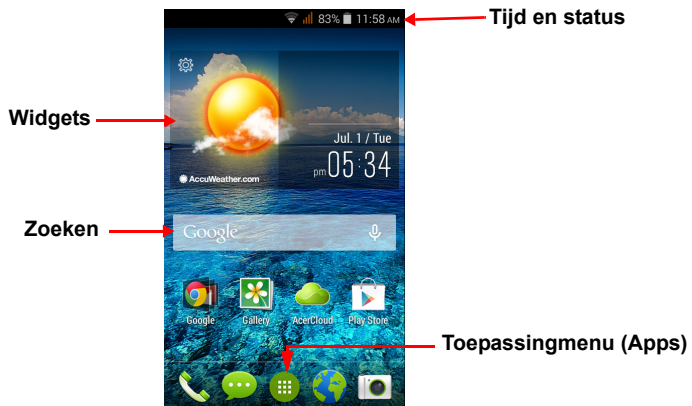 83% 11:58 AM
Tijd en status
Widgets
Jul. 1 / Tue
pm 05:34
AccuWeather.com
Zoeken
Google
Google Gallery AcerCloud Play Store
Toepassingmenu (Apps)